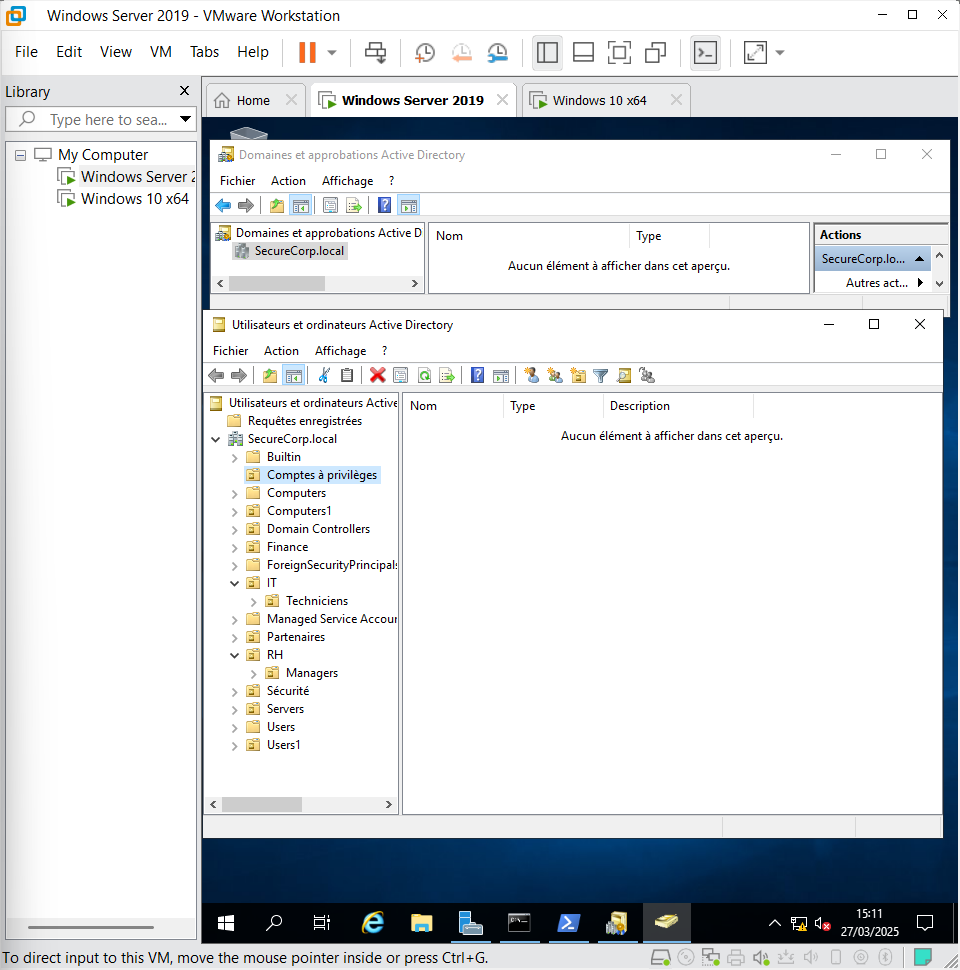 Windows Server 2019 - VMware Workstation
File Edit View VM Tabs Help
Library
Type here to sea...
My Computer
Windows Server 2
Windows 10 x64
Home
Windows Server 2019
Windows 10 x64
Domaines et approbations Active Directory
Fichier Action Affichage ?
Domaines et approbations Active D
SecureCorp.local
Nom Type
Aucun élément à afficher dans cet aperçu.
Actions
SecureCorp.lo...
Autres act...
Utilisateurs et ordinateurs Active Directory
Fichier Action Affichage ?
Utilisateurs et ordinateurs Active
Requêtes enregistrées
SecureCorp.local
Builtin
Comptes à privilèges
Computers
Computers1
Domain Controllers
Finance
ForeignSecurityPrincipals
IT
Techniciens
Managed Service Accoun
Partenaires
RH
Managers
Sécurité
Servers
Users
Users1
Nom Type Description
Aucun élément à afficher dans cet aperçu.
15:11
27/03/2025
To direct input to this VM, move the mouse pointer inside or press Ctrl+G.